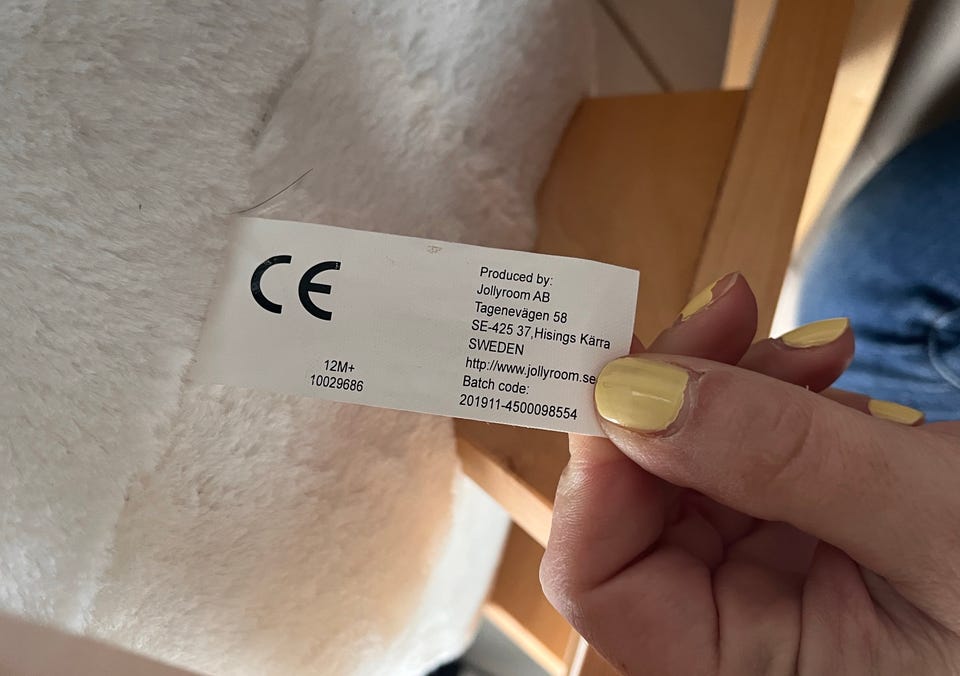 CE
12M+
10029686
Produced by:
Jollyroom AB
Tagenevägen 58
SE-425 37,Hisings Kärra
SWEDEN
http://www.jollyroom.se
Batch code:
201911-4500098554